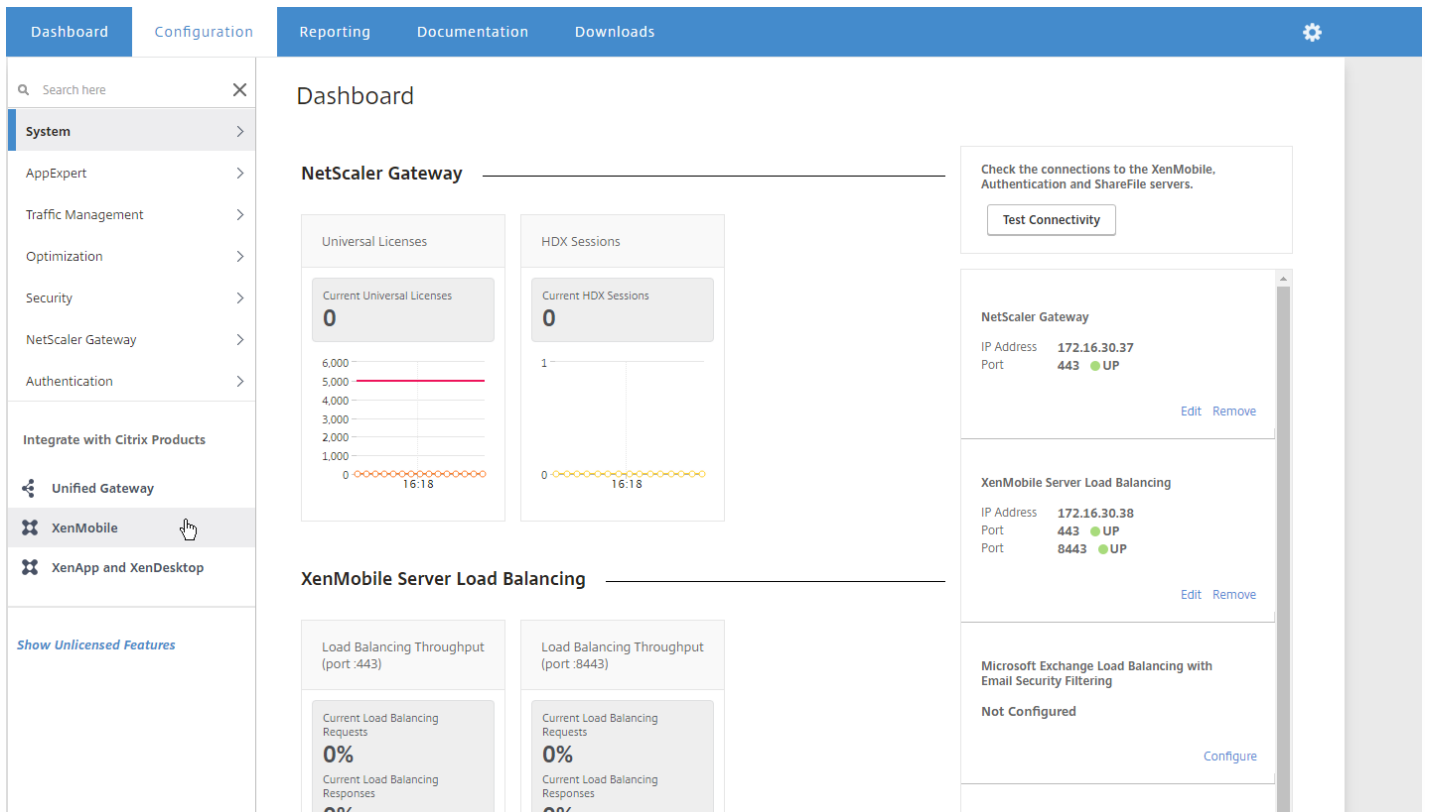 Dashboard
Configuration
Reporting
Documentation
Downloads
Search here
System
AppExpert
Traffic Management
Optimization
Security
NetScaler Gateway
Authentication
Integrate with Citrix Products
Unified Gateway
XenMobile
XenApp and XenDesktop
Show Unlicensed Features
Dashboard
NetScaler Gateway
Universal Licenses
Current Universal Licenses
0
6,000
5,000
4,000
3,000
2,000
1,000
0
16:18
HDX Sessions
Current HDX Sessions
0
1
0
16:18
XenMobile Server Load Balancing
Load Balancing Throughput
(port :443)
Current Load Balancing
Requests
0%
Current Load Balancing
Responses
0%
Load Balancing Throughput
(port :8443)
Current Load Balancing
Requests
0%
Current Load Balancing
Responses
0%
Check the connections to the XenMobile,
Authentication and ShareFile servers.
Test Connectivity
NetScaler Gateway
IP Address 172.16.30.37
Port 443 UP
Edit Remove
XenMobile Server Load Balancing
IP Address 172.16.30.38
Port 443 UP
Port 8443 UP
Edit Remove
Microsoft Exchange Load Balancing with
Email Security Filtering
Not Configured
Configure